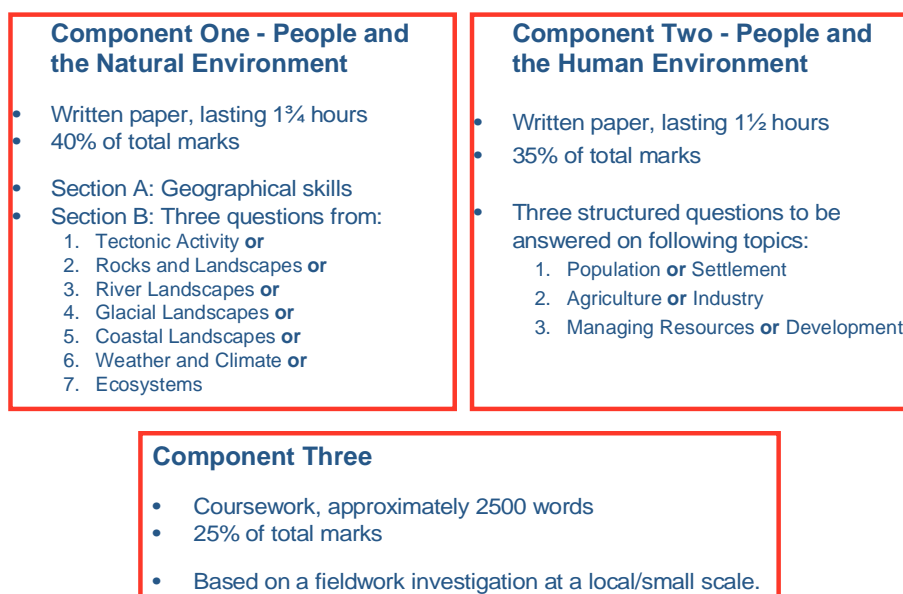 Component One - People and
the Natural Environment
• Written paper, lasting 1¾ hours
• 40% of total marks
• Section A: Geographical skills
• Section B: Three questions from:
1. Tectonic Activity or
2. Rocks and Landscapes or
3. River Landscapes or
4. Glacial Landscapes or
5. Coastal Landscapes or
6. Weather and Climate or
7. Ecosystems
Component Two - People and
the Human Environment
• Written paper, lasting 1½ hours
• 35% of total marks
• Three structured questions to be
answered on following topics:
1. Population or Settlement
2. Agriculture or Industry
3. Managing Resources or Development
Component Three
• Coursework, approximately 2500 words
• 25% of total marks
• Based on a fieldwork investigation at a local/small scale.